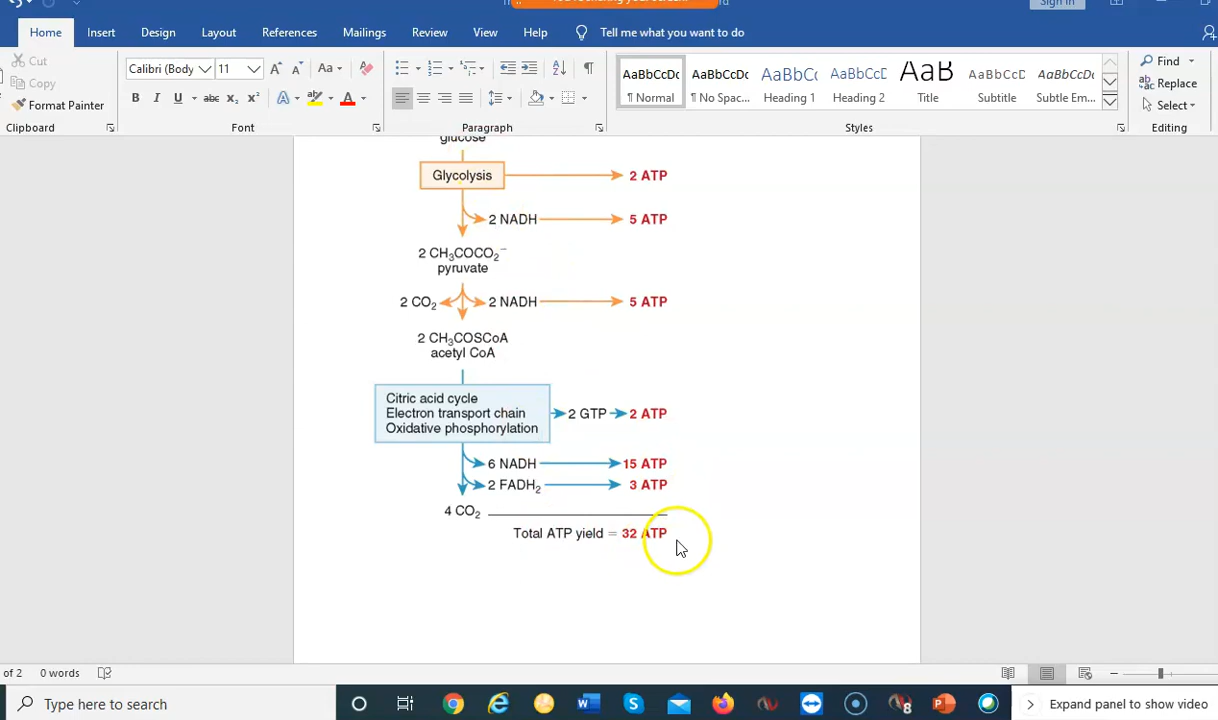 Sign in
Home Insert Design Layout References Mailings Review View Help Tell me what you want to do
Cut
Copy
Format Painter
Clipboard
Calibri (Body 11 Aa
B I U abc x₂ x² A A
Font
Paragraph
AaBbCcDc AaBbCcDc AaBbCc AaBbCcD AaB AaBbCcD AaBbCcDc
¶ Normal ¶ No Spac... Heading 1 Heading 2 Title Subtitle Subtle Em...
Styles
Find
Replace
Select
Editing
glucose
Glycolysis 2 ATP
2 NADH 5 ATP
2 CH₃COCO₂⁻
pyruvate
2 CO₂ 2 NADH 5 ATP
2 CH₃COSCoA
acetyl CoA
Citric acid cycle
Electron transport chain
Oxidative phosphorylation
2 GTP 2 ATP
6 NADH 15 ATP
2 FADH₂ 3 ATP
4 CO₂
Total ATP yield = 32 ATP
of 2 0 words
Type here to search
Expand panel to show video